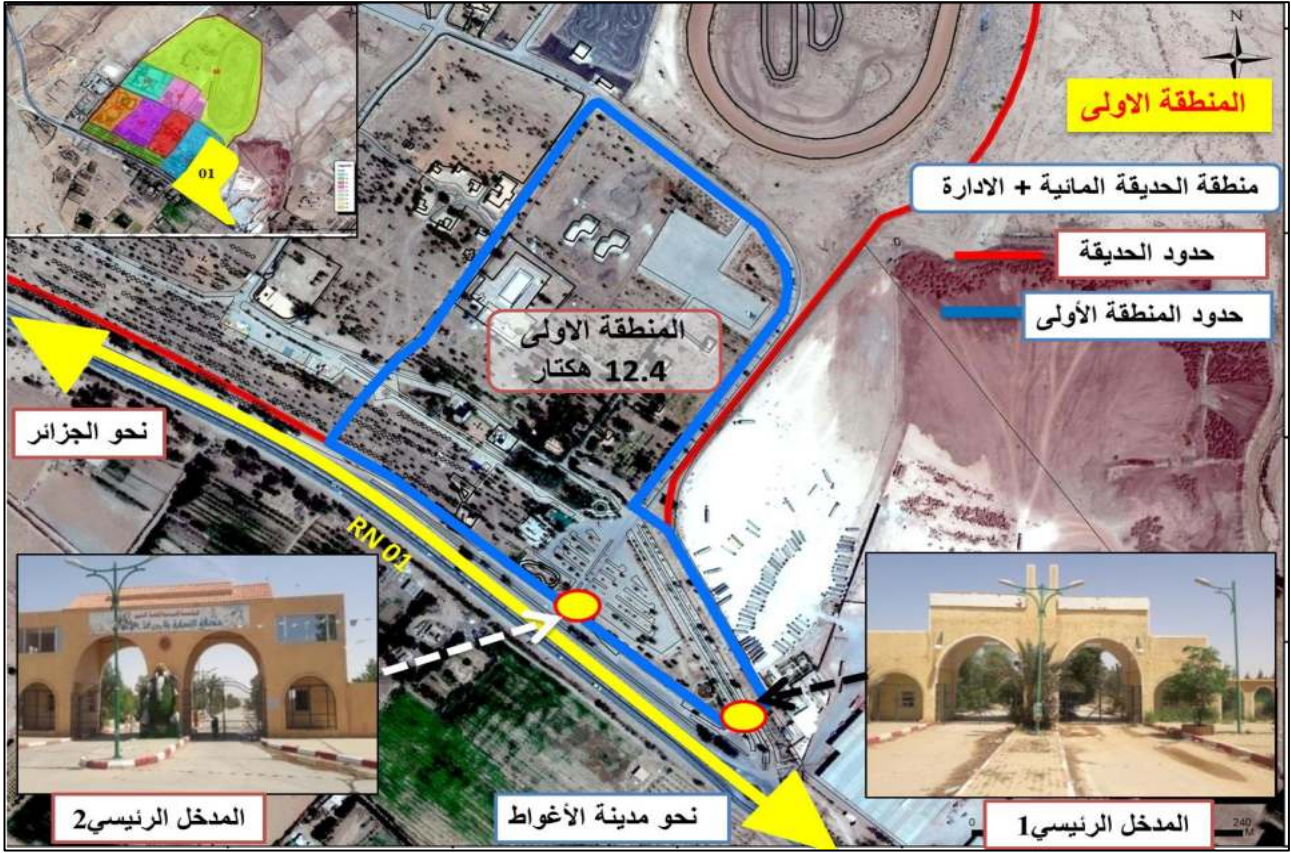 N
المنطقة الاولى
01
منطقة الحديقة المائية + الادارة
حدود الحديقة
حدود المنطقة الأولى
المنطقة الاولى
12.4 هكتار
نحو الجزائر
RN 01
المدخل الرئيسي2
نحو مدينة الأغواط
المدخل الرئيسي1
0
240
M